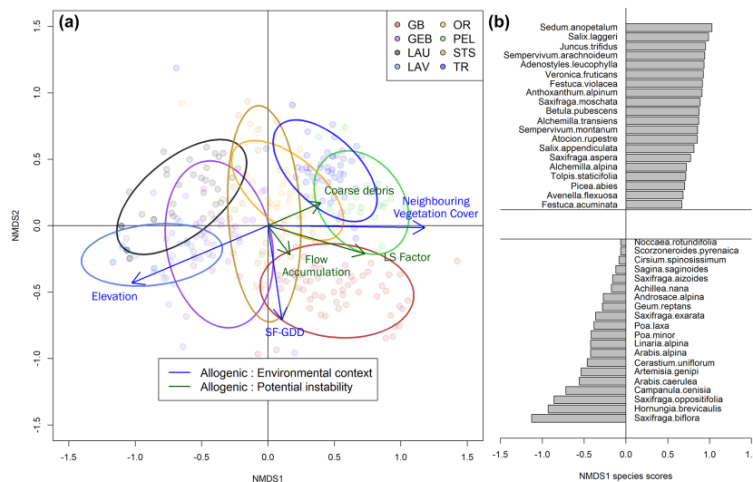 (a)
GB
GEB
LAU
LAV
OR
PEL
STS
TR
Coarse debris
Neighbouring
Vegetation Cover
Flow
Accumulation
LS Factor
Elevation
SF-GDD
Allogenic : Environmental context
Allogenic : Potential instability
NMDS2
1.5
1.0
0.5
0.0
-0.5
-1.0
-1.5
-1.5
-1.0
-0.5
0.0
0.5
1.0
1.5
NMDS1
(b)
Sedum.anopetalum
Salix.laggeri
Juncus.trifidus
Sempervivum.arachnoideum
Adenostyles.leucophylla
Veronica.fruticans
Festuca.violacea
Anthoxanthum.alpinum
Saxifraga.moschata
Betula.pubescens
Alchemilla.transiens
Sempervivum.montanum
Atocion.rupestre
Salix.appendiculata
Saxifraga.aspera
Alchemilla.alpina
Tolpis.staticifolia
Picea.abies
Avenella.flexuosa
Festuca.acuminata
Noccaea.rotundifolia
Scorzoneroides.pyrenaica
Cirsium.spinosissimum
Sagina.saginoides
Saxifraga.aizoides
Achillea.nana
Androsace.alpina
Geum.reptans
Saxifraga.exarata
Poa.laxa
Poa.minor
Linaria.alpina
Arabis.alpina
Cerastium.uniflorum
Artemisia.genipi
Arabis.caerulea
Campanula.cenisia
Saxifraga.oppositifolia
Hornungia.brevicaulis
Saxifraga.biflora
-1.5
-1.0
-0.5
0.0
0.5
1.0
1.
NMDS1 species scores